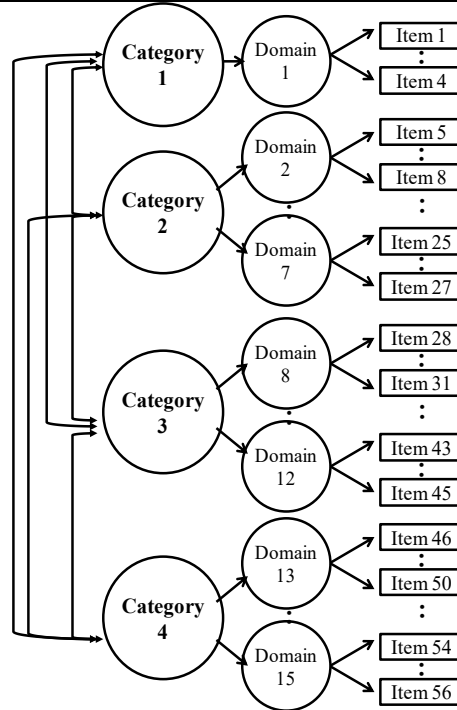 Category
1
Domain
1
Item 1
Item 4
Category
2
Domain
2
Item 5
Item 8
Domain
7
Item 25
Item 27
Category
3
Domain
8
Item 28
Item 31
Domain
12
Item 43
Item 45
Category
4
Domain
13
Item 46
Item 50
Domain
15
Item 54
Item 56